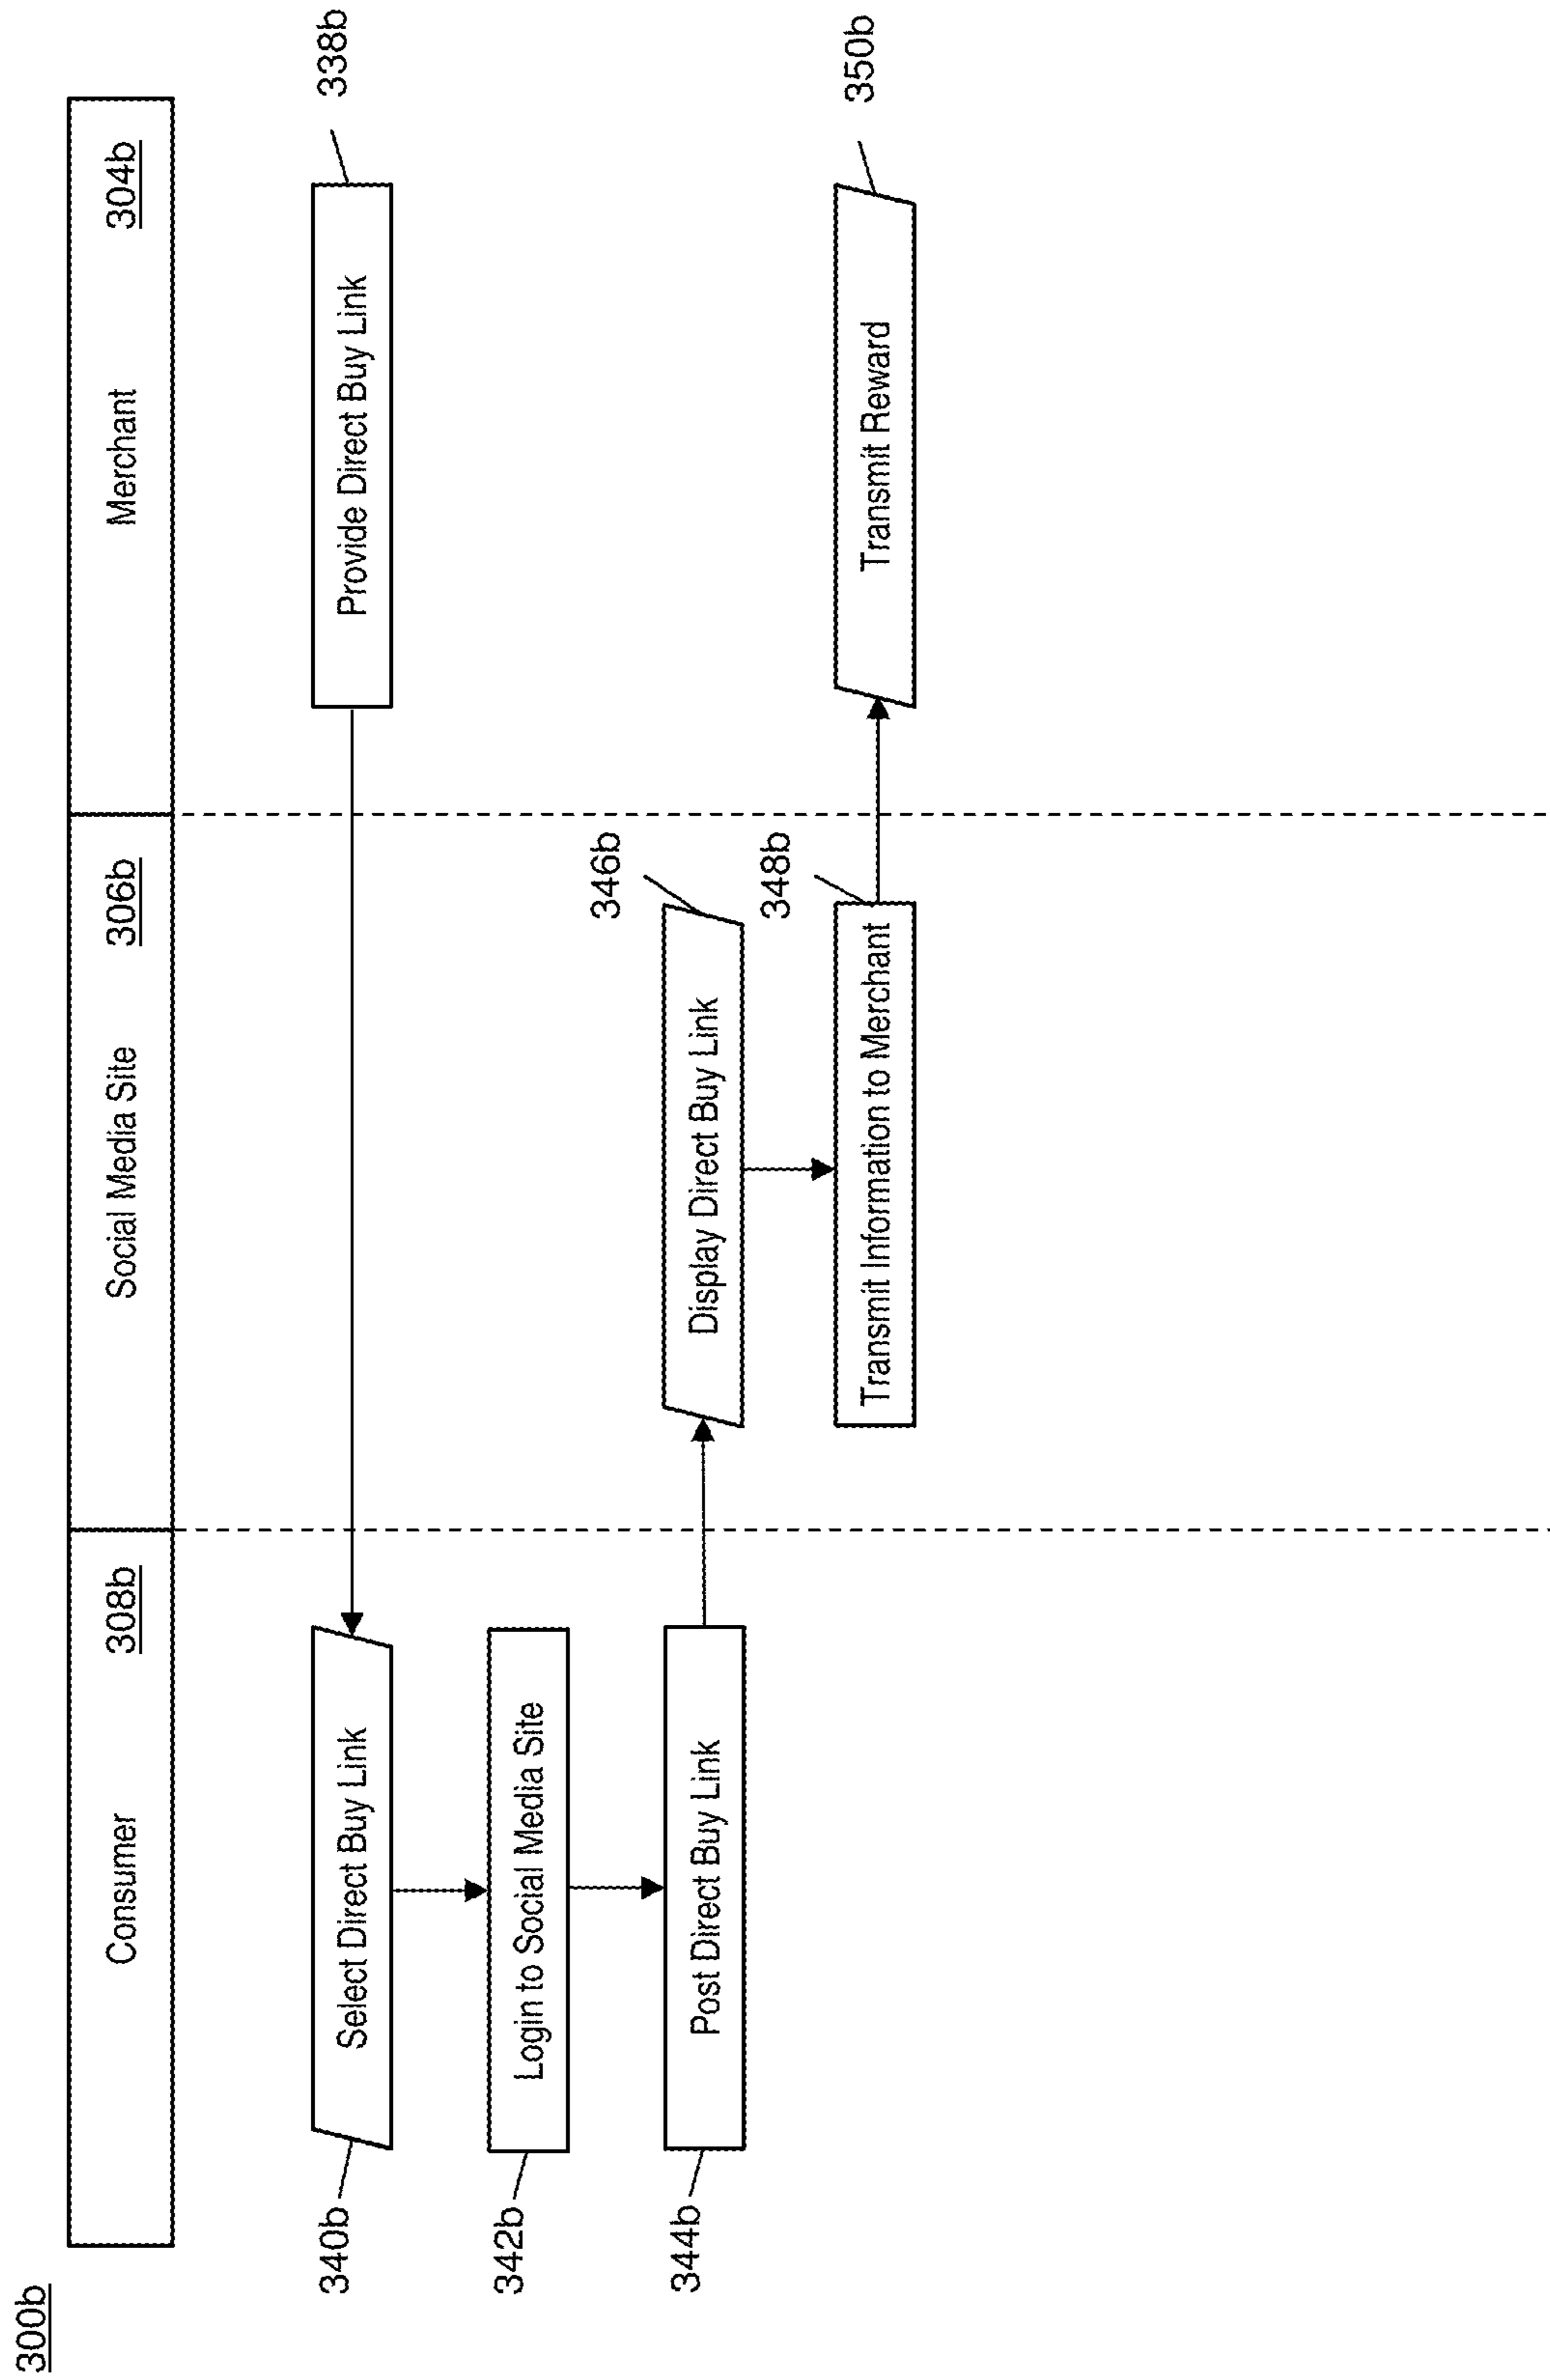 300b
Consumer 308b
Social Media Site 306b
Merchant 304b
340b
Select Direct Buy Link
Provide Direct Buy Link
338b
342b
Login to Social Media Site
344b
Post Direct Buy Link
Display Direct Buy Link
346b
Transmit Information to Merchant
348b
Transmit Reward
350b